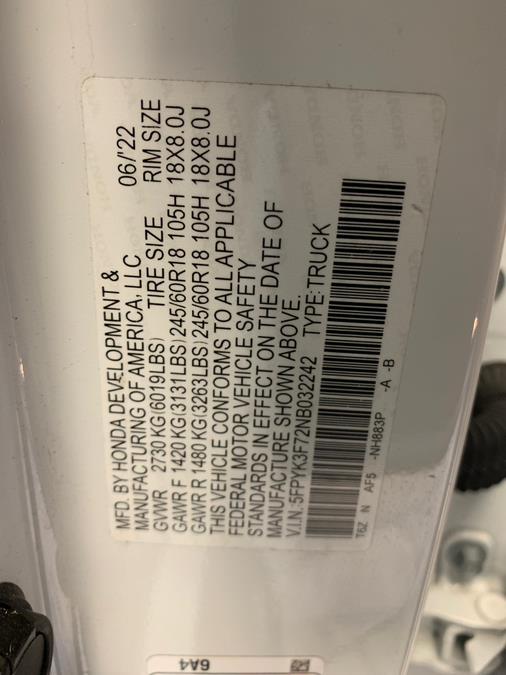 MFD. BY HONDA DEVELOPMENT & 06/'22
MANUFACTURING OF AMERICA, LLC
GVWR 2730 KG(6019LBS) TIRE SIZE RIM SIZE
GAWR F 1420 KG(3131LBS) 245/60R18 105H 18X8.0J
GAWR R 1480 KG(3263LBS) 245/60R18 105H 18X8.0J
THIS VEHICLE CONFORMS TO ALL APPLICABLE
FEDERAL MOTOR VEHICLE SAFETY
STANDARDS IN EFFECT ON THE DATE OF
MANUFACTURE SHOWN ABOVE.
V.I.N. 5FPYK3F72NB032242 TYPE:TRUCK
T6Z IN AF5 -NH883P -A -B
6A4